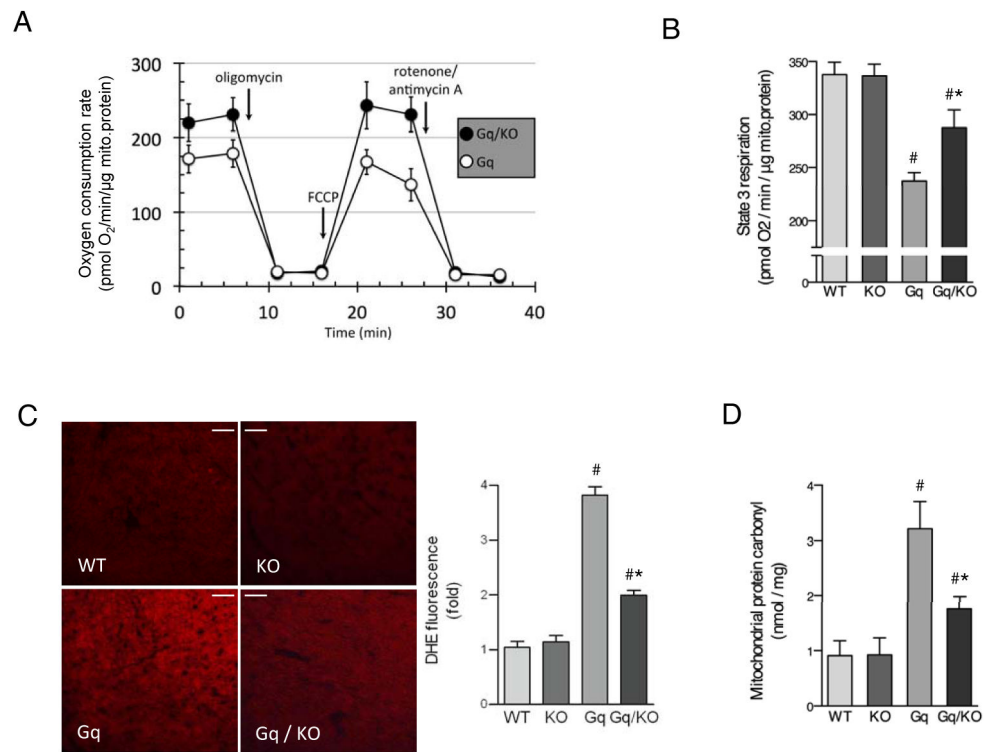 A
Oxygen consumption rate
(pmol O2/min/µg mito.protein)
300
200
100
0
oligomycin
FCCP
rotenone/
antimycin A
Gq/KO
Gq
0 10 20 30 40
Time (min)
B
State 3 respiration
(pmol O2 / min / µg mito.protein)
350
300
250
200
0
#
#*
WT KO Gq Gq/KO
C
WT
KO
Gq
Gq / KO
DHE fluorescence
(fold)
4
3
2
1
0
#
#*
WT KO Gq Gq/KO
D
Mitochondrial protein carbonyl
(nmol / mg)
4
3
2
1
0
#
#*
WT KO Gq Gq/KO